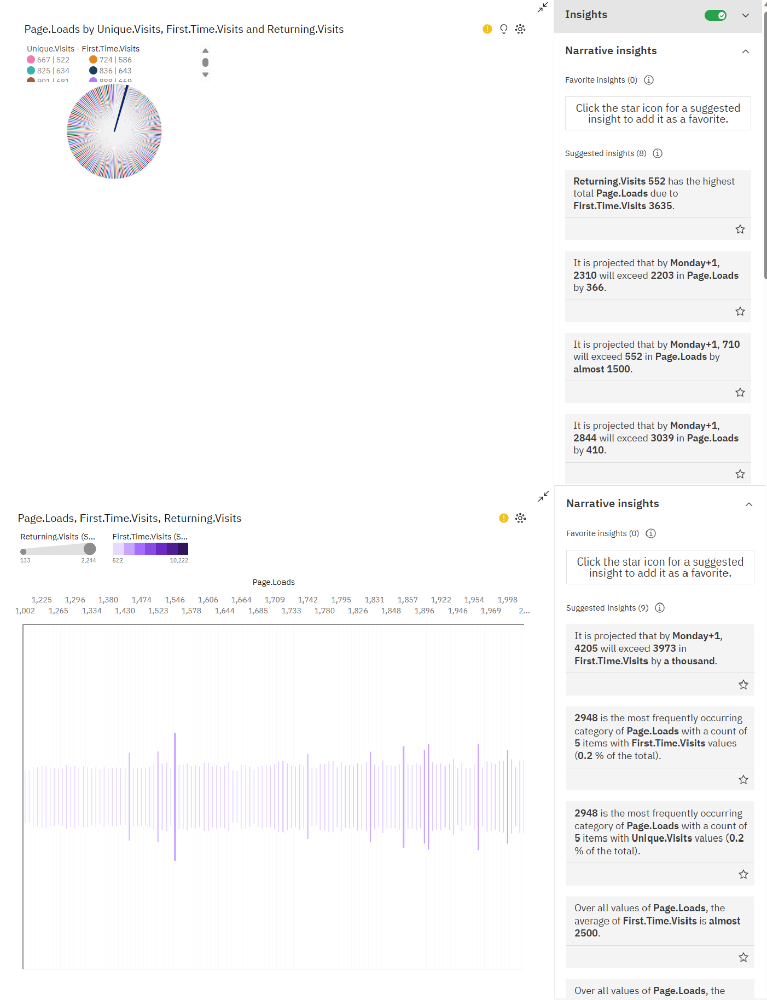 Page.Loads by Unique.Visits, First.Time.Visits and Returning.Visits
Unique.Visits - First.Time.Visits
667 | 522
724 | 586
825 | 634
836 | 643
901 | 681
888 | 669
Insights
Narrative insights
Favorite insights (0)
Click the star icon for a suggested
insight to add it as a favorite.
Suggested insights (8)
Returning.Visits 552 has the highest
total Page.Loads due to
First.Time.Visits 3635.
It is projected that by Monday+1,
2310 will exceed 2203 in Page.Loads
by 366.
It is projected that by Monday+1, 710
will exceed 552 in Page.Loads by
almost 1500.
It is projected that by Monday+1,
2844 will exceed 3039 in Page.Loads
by 410.
Page.Loads, First.Time.Visits, Returning.Visits
Returning.Visits (S...
133
2,244
First.Time.Visits (S...
522
10,222
Page.Loads
1,225 1,296 1,380 1,474 1,546 1,606 1,664 1,709 1,742 1,795 1,831 1,857 1,922 1,954 1,998
1,002 1,265 1,334 1,430 1,523 1,578 1,644 1,685 1,733 1,780 1,826 1,848 1,896 1,946 1,969 2...
Narrative insights
Favorite insights (0)
Click the star icon for a suggested
insight to add it as a favorite.
Suggested insights (9)
It is projected that by Monday+1,
4205 will exceed 3973 in
First.Time.Visits by a thousand.
2948 is the most frequently occurring
category of Page.Loads with a count of
5 items with First.Time.Visits values
(0.2 % of the total).
2948 is the most frequently occurring
category of Page.Loads with a count of
5 items with Unique.Visits values (0.2
% of the total).
Over all values of Page.Loads, the
average of First.Time.Visits is almost
2500.
Over all values of Page.Loads, the